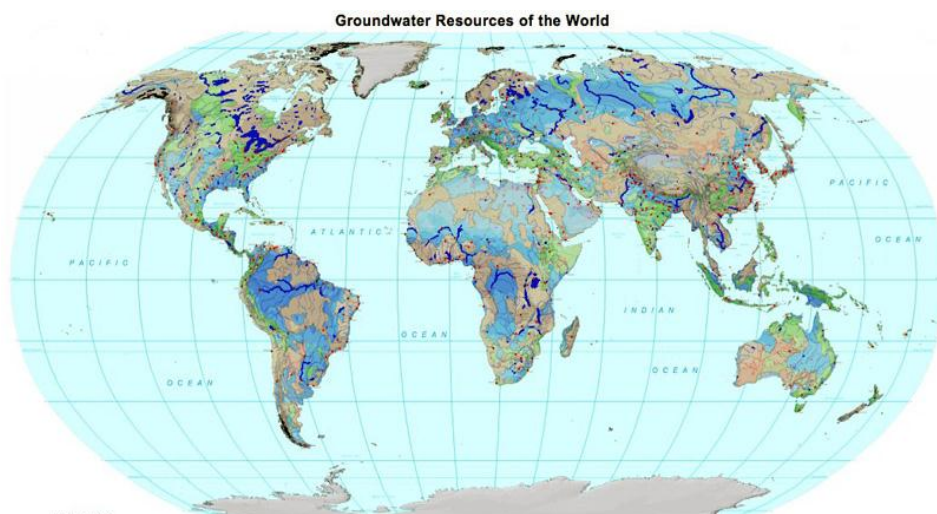 Groundwater Resources of the World
PACIFIC
ATLANTIC
PACIFIC
OCEAN
INDIAN
OCEAN
OCEAN
OCEAN